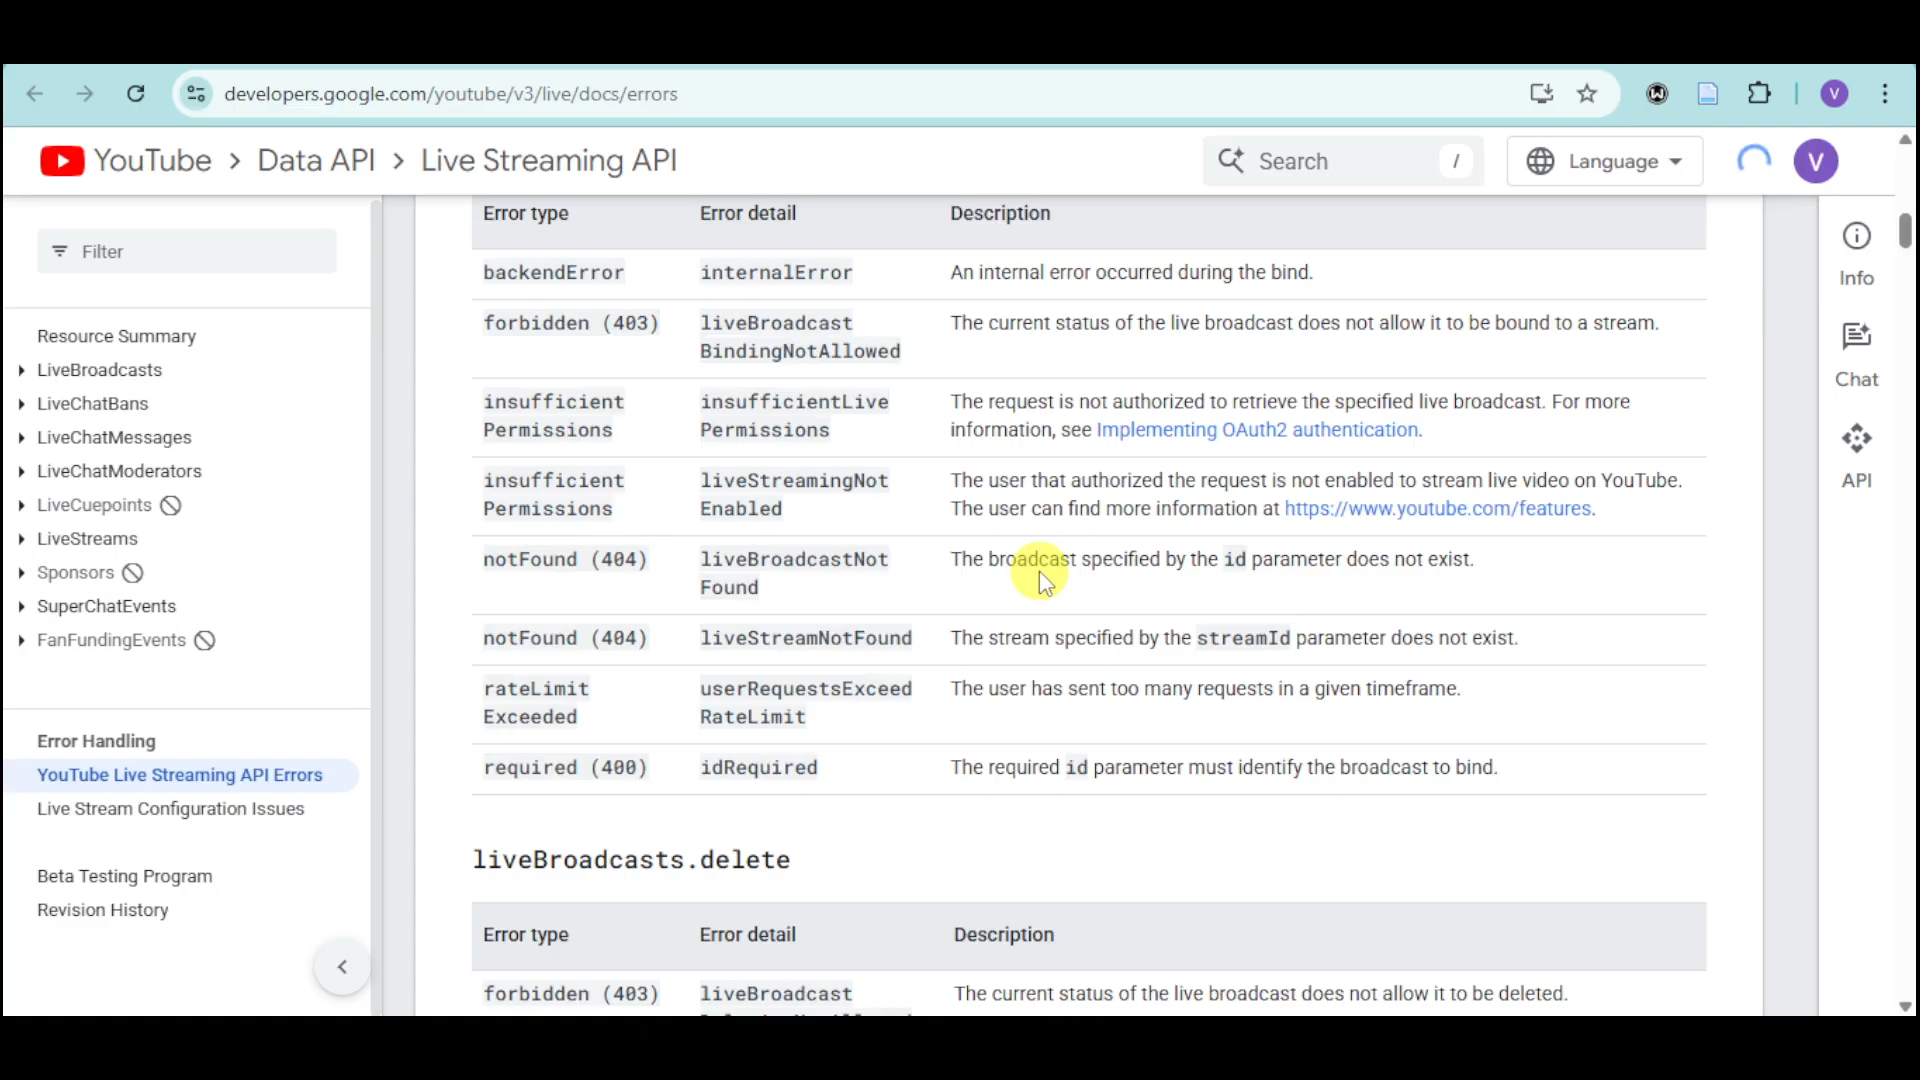 developers.google.com/youtube/v3/live/docs/errors
V
YouTube > Data API > Live Streaming API
Search
/
Language
V
Filter
Resource Summary
LiveBroadcasts
LiveChatBans
LiveChatMessages
LiveChatModerators
LiveCuepoints
LiveStreams
Sponsors
SuperChatEvents
FanFundingEvents
Error Handling
YouTube Live Streaming API Errors
Live Stream Configuration Issues
Beta Testing Program
Revision History
Error type Error detail Description
backendError internalError An internal error occurred during the bind.
forbidden (403) liveBroadcast The current status of the live broadcast does not allow it to be bound to a stream.
BindingNotAllowed
insufficient insufficientLive The request is not authorized to retrieve the specified live broadcast. For more
Permissions Permissions information, see Implementing OAuth2 authentication.
insufficient liveStreamingNot The user that authorized the request is not enabled to stream live video on YouTube.
Permissions Enabled The user can find more information at https://www.youtube.com/features.
notFound (404) liveBroadcastNot The broadcast specified by the id parameter does not exist.
Found
notFound (404) liveStreamNotFound The stream specified by the streamId parameter does not exist.
rateLimit userRequestsExceed The user has sent too many requests in a given timeframe.
Exceeded RateLimit
required (400) idRequired The required id parameter must identify the broadcast to bind.
liveBroadcasts.delete
Error type Error detail Description
forbidden (403) liveBroadcast The current status of the live broadcast does not allow it to be deleted.
Info
Chat
API